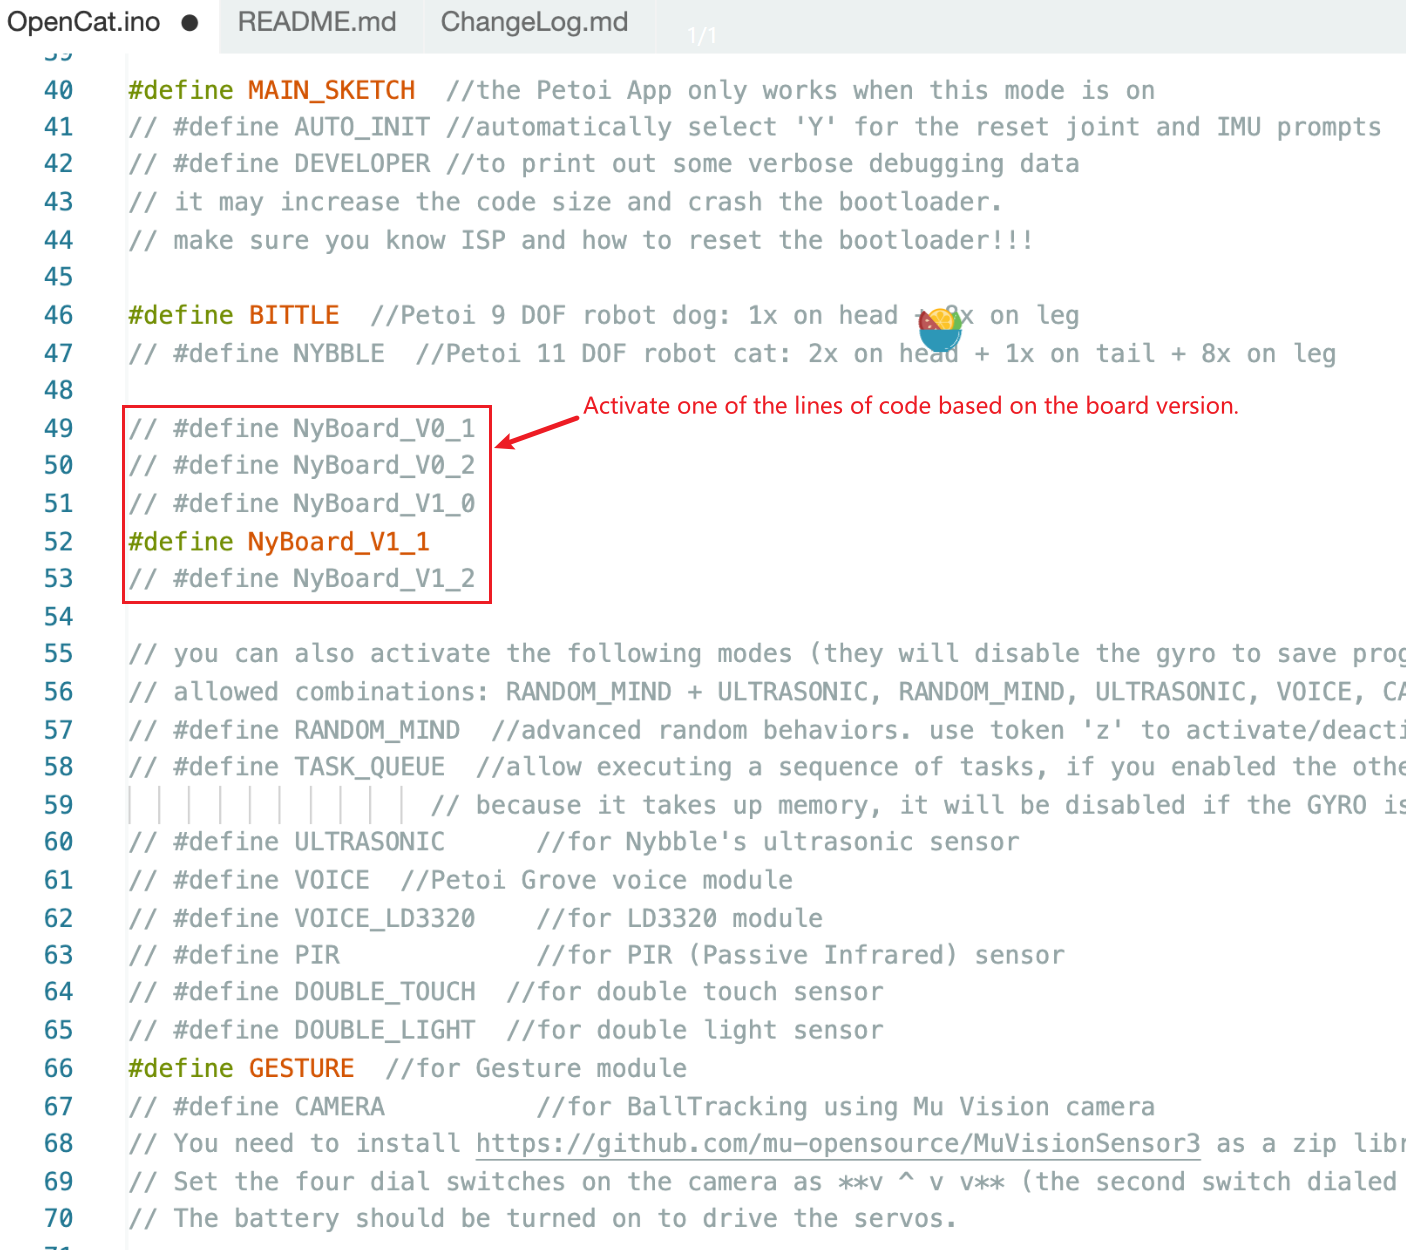 OpenCat.ino ● README.md ChangeLog.md
1/1
39
40 #define MAIN_SKETCH //the Petoi App only works when this mode is on
41 // #define AUTO_INIT //automatically select 'Y' for the reset joint and IMU prompts
42 // #define DEVELOPER //to print out some verbose debugging data
43 // it may increase the code size and crash the bootloader.
44 // make sure you know ISP and how to reset the bootloader!!!
45
46 #define BITTLE //Petoi 9 DOF robot dog: 1x on head + 8x on leg
47 // #define NYBBLE //Petoi 11 DOF robot cat: 2x on head + 1x on tail + 8x on leg
48
Activate one of the lines of code based on the board version.
49 // #define NyBoard_V0_1
50 // #define NyBoard_V0_2
51 // #define NyBoard_V1_0
52 #define NyBoard_V1_1
53 // #define NyBoard_V1_2
54
55 // you can also activate the following modes (they will disable the gyro to save prog
56 // allowed combinations: RANDOM_MIND + ULTRASONIC, RANDOM_MIND, ULTRASONIC, VOICE, CA
57 // #define RANDOM_MIND //advanced random behaviors. use token 'z' to activate/deacti
58 // #define TASK_QUEUE //allow executing a sequence of tasks, if you enabled the othe
59 // because it takes up memory, it will be disabled if the GYRO is
60 // #define ULTRASONIC //for Nybble's ultrasonic sensor
61 // #define VOICE //Petoi Grove voice module
62 // #define VOICE_LD3320 //for LD3320 module
63 // #define PIR //for PIR (Passive Infrared) sensor
64 // #define DOUBLE_TOUCH //for double touch sensor
65 // #define DOUBLE_LIGHT //for double light sensor
66 #define GESTURE //for Gesture module
67 // #define CAMERA //for BallTracking using Mu Vision camera
68 // You need to install https://github.com/mu-opensource/MuVisionSensor3 as a zip libr
69 // Set the four dial switches on the camera as **v ^ v v** (the second switch dialed
70 // The battery should be turned on to drive the servos.
71